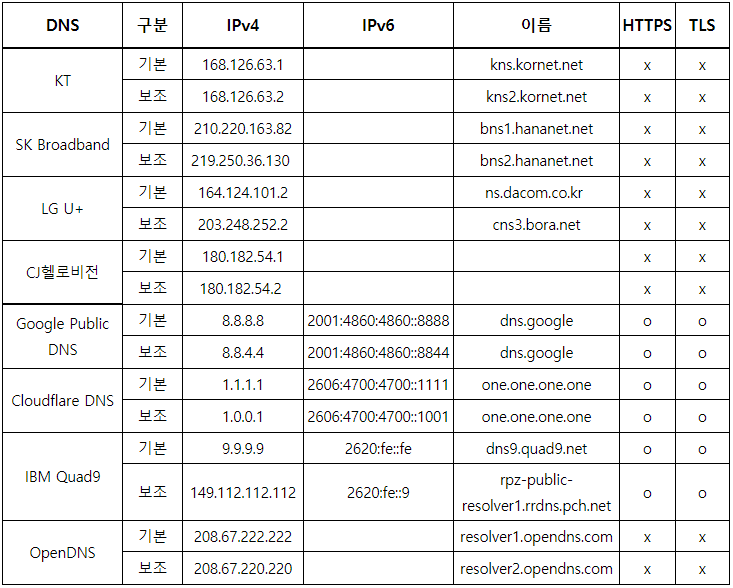 DNS 구분 IPv4 IPv6 이름 HTTPS TLS
KT 기본 168.126.63.1 kns.kornet.net x x
보조 168.126.63.2 kns2.kornet.net x x
SK Broadband 기본 210.220.163.82 bns1.hananet.net x x
보조 219.250.36.130 bns2.hananet.net x x
LG U+ 기본 164.124.101.2 ns.dacom.co.kr x x
보조 203.248.252.2 cns3.bora.net x x
CJ헬로비전 기본 180.182.54.1 x x
보조 180.182.54.2 x x
Google Public
DNS
기본 8.8.8.8 2001:4860:4860::8888 dns.google o o
보조 8.8.4.4 2001:4860:4860::8844 dns.google o o
Cloudflare DNS 기본 1.1.1.1 2606:4700:4700::1111 one.one.one.one o o
보조 1.0.0.1 2606:4700:4700::1001 one.one.one.one o o
IBM Quad9 기본 9.9.9.9 2620:fe::fe dns9.quad9.net o o
보조 149.112.112.112 2620:fe::9 rpz-public-
resolver1.rrdns.pch.net o o
OpenDNS 기본 208.67.222.222 resolver1.opendns.com x x
보조 208.67.220.220 resolver2.opendns.com x x